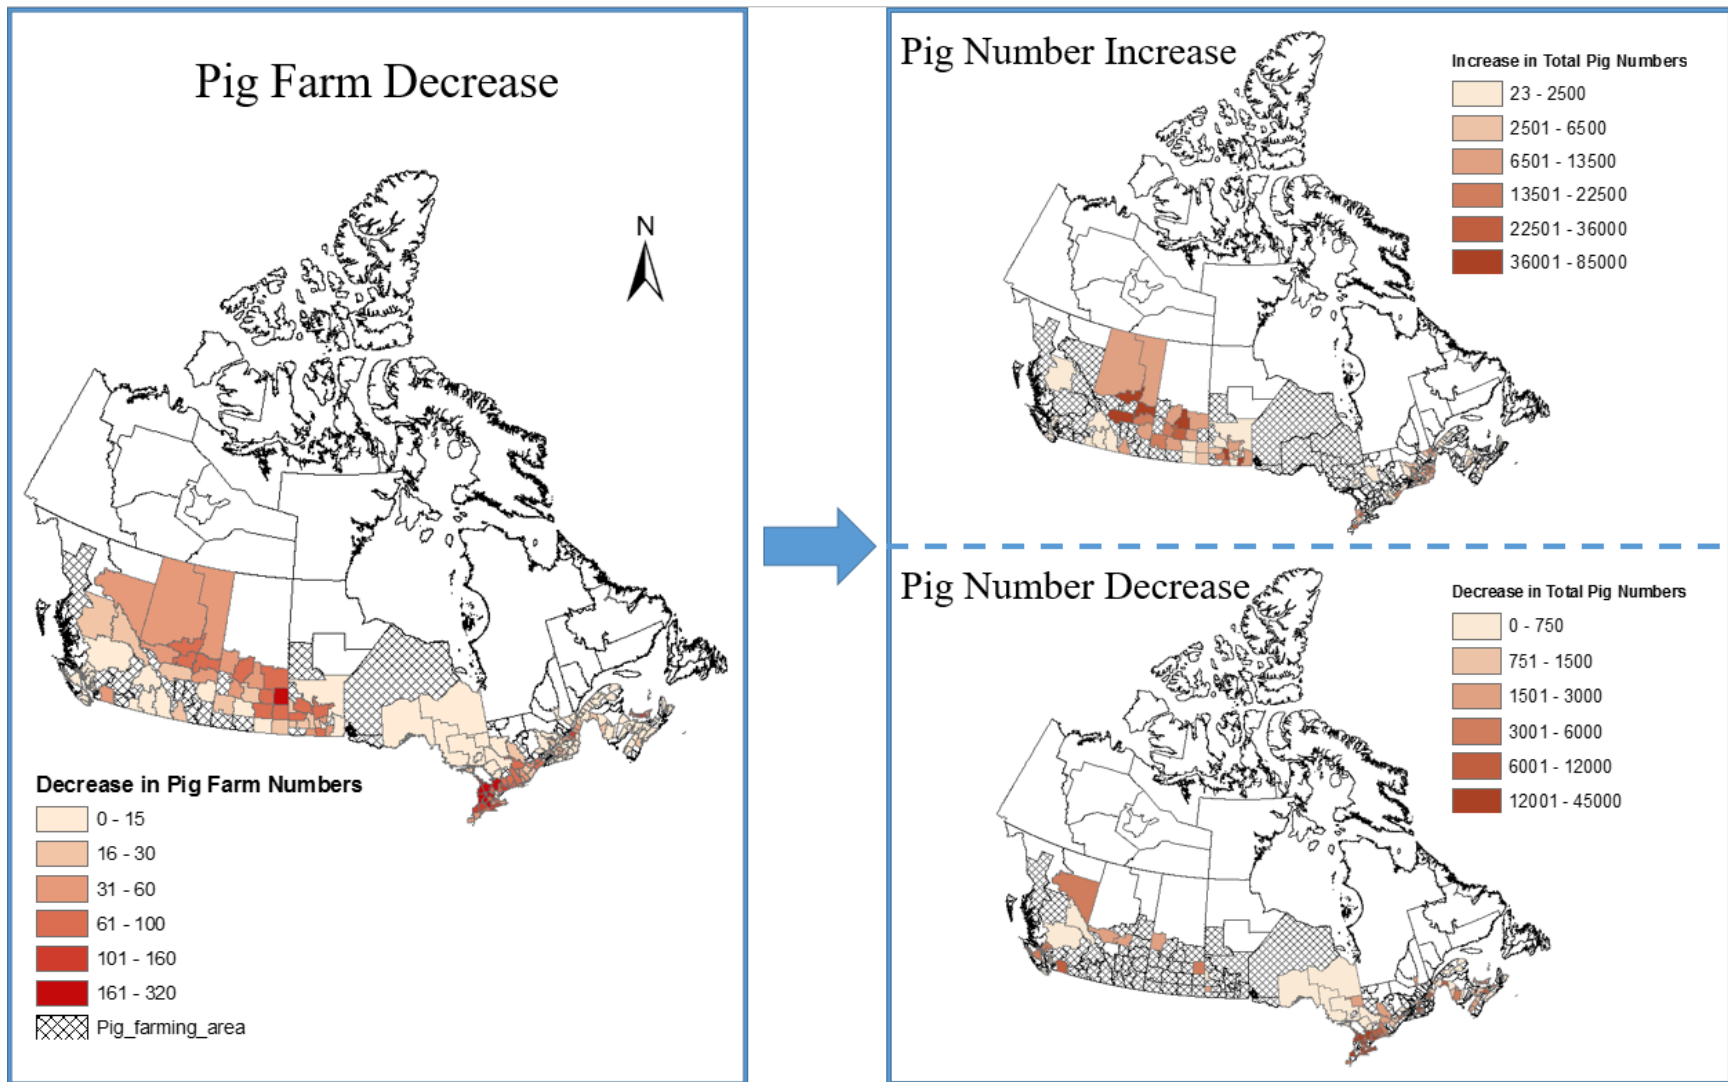 Pig Farm Decrease
N
Decrease in Pig Farm Numbers
0 - 15
16 - 30
31 - 60
61 - 100
101 - 160
161 - 320
Pig_farming_area
Pig Number Increase
Increase in Total Pig Numbers
23 - 2500
2501 - 6500
6501 - 13500
13501 - 22500
22501 - 36000
36001 - 85000
Pig Number Decrease
Decrease in Total Pig Numbers
0 - 750
751 - 1500
1501 - 3000
3001 - 6000
6001 - 12000
12001 - 45000